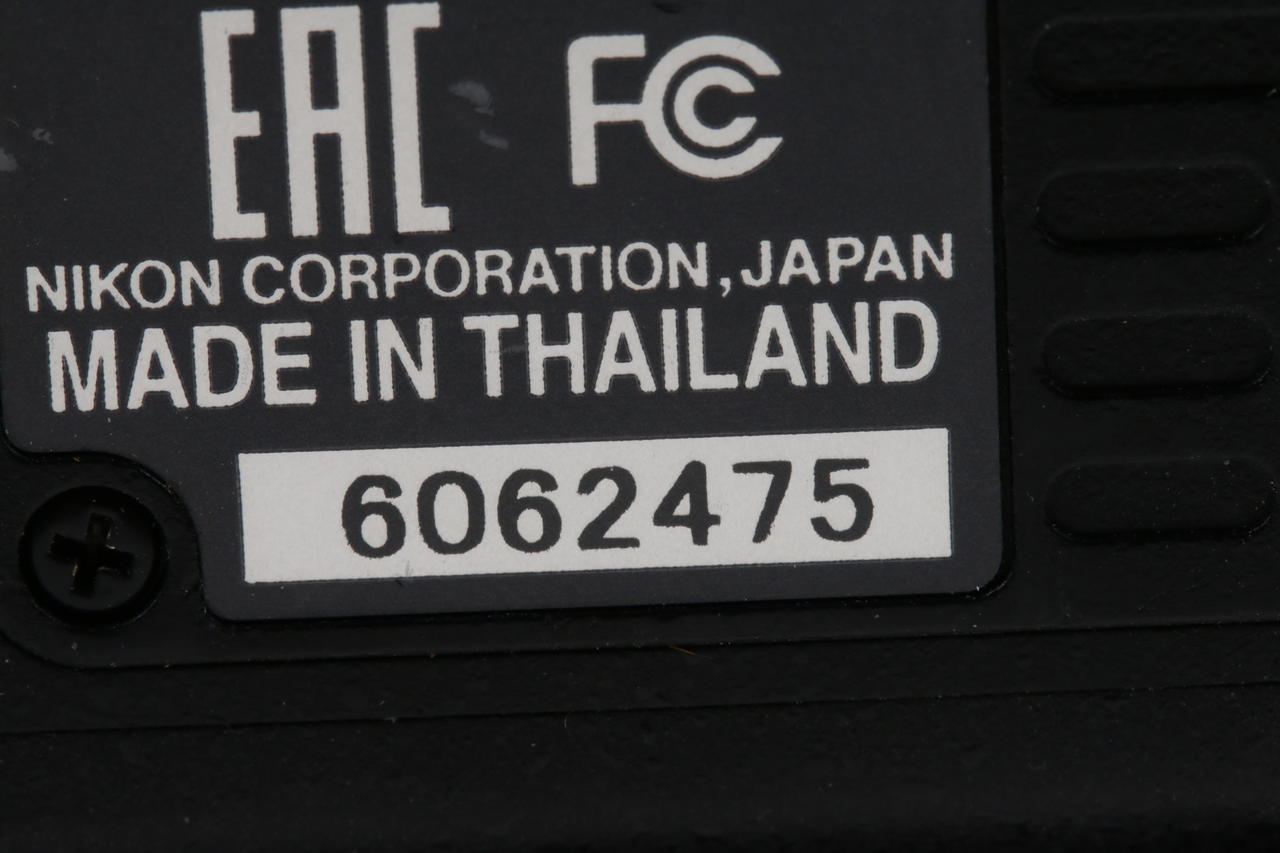 EAC FC
NIKON CORPORATION, JAPAN
MADE IN THAILAND
6062475